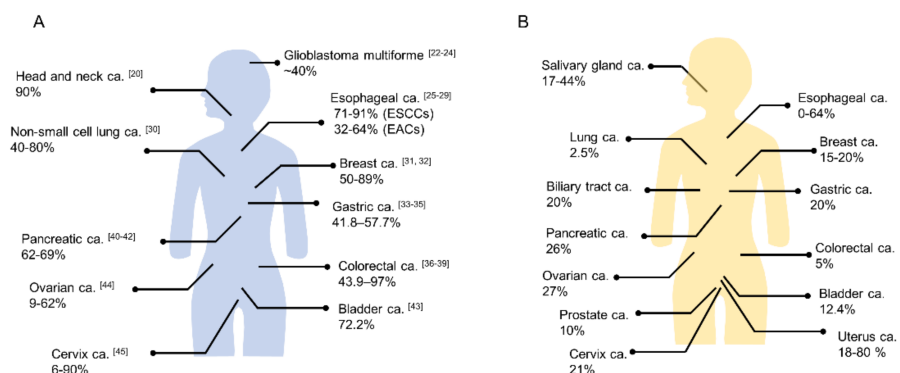 A
Glioblastoma multiforme [22-24]
~40%
Head and neck ca. [20]
90%
Esophageal ca. [25-29]
71-91% (ESCCs)
32-64% (EACs)
Non-small cell lung ca. [30]
40-80%
Breast ca. [31, 32]
50-89%
Gastric ca. [33-35]
41.8–57.7%
Pancreatic ca. [40-42]
62-69%
Colorectal ca. [36-39]
43.9–97%
Ovarian ca. [44]
9-62%
Bladder ca. [43]
72.2%
Cervix ca. [45]
6-90%
B
Salivary gland ca.
17-44%
Esophageal ca.
0-64%
Lung ca.
2.5%
Breast ca.
15-20%
Biliary tract ca.
20%
Gastric ca.
20%
Pancreatic ca.
26%
Colorectal ca.
5%
Ovarian ca.
27%
Bladder ca.
12.4%
Prostate ca.
10%
Uterus ca.
18-80 %
Cervix ca.
21%